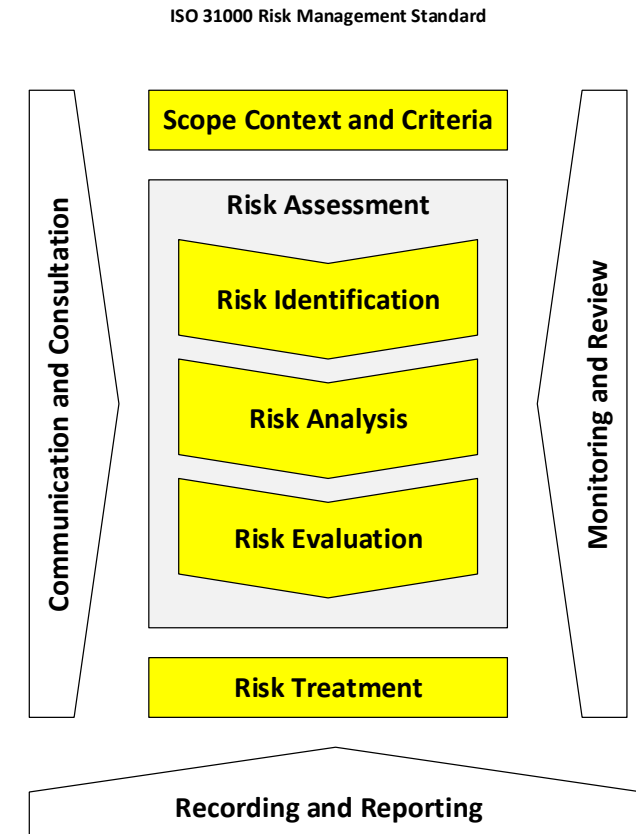 ISO 31000 Risk Management Standard
Scope Context and Criteria
Communication and Consultation
Risk Assessment
Risk Identification
Risk Analysis
Risk Evaluation
Monitoring and Review
Risk Treatment
Recording and Reporting